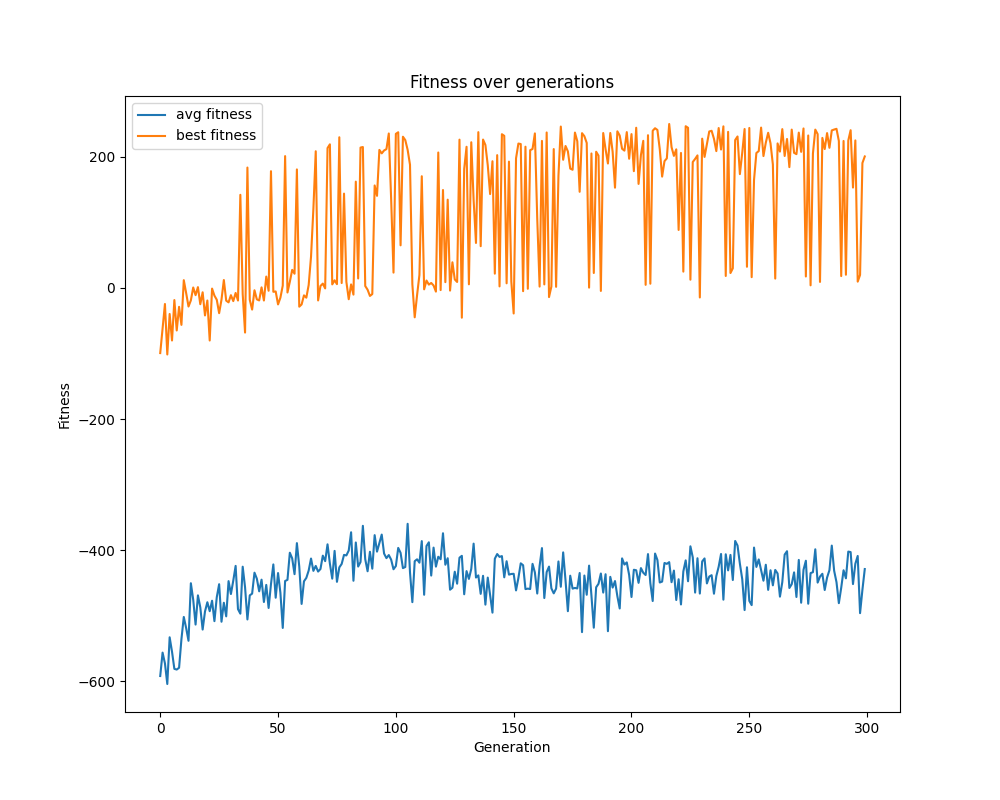 Fitness over generations
avg fitness
best fitness
200
0
−200
−400
−600
Fitness
0 50 100 150 200 250 300
Generation